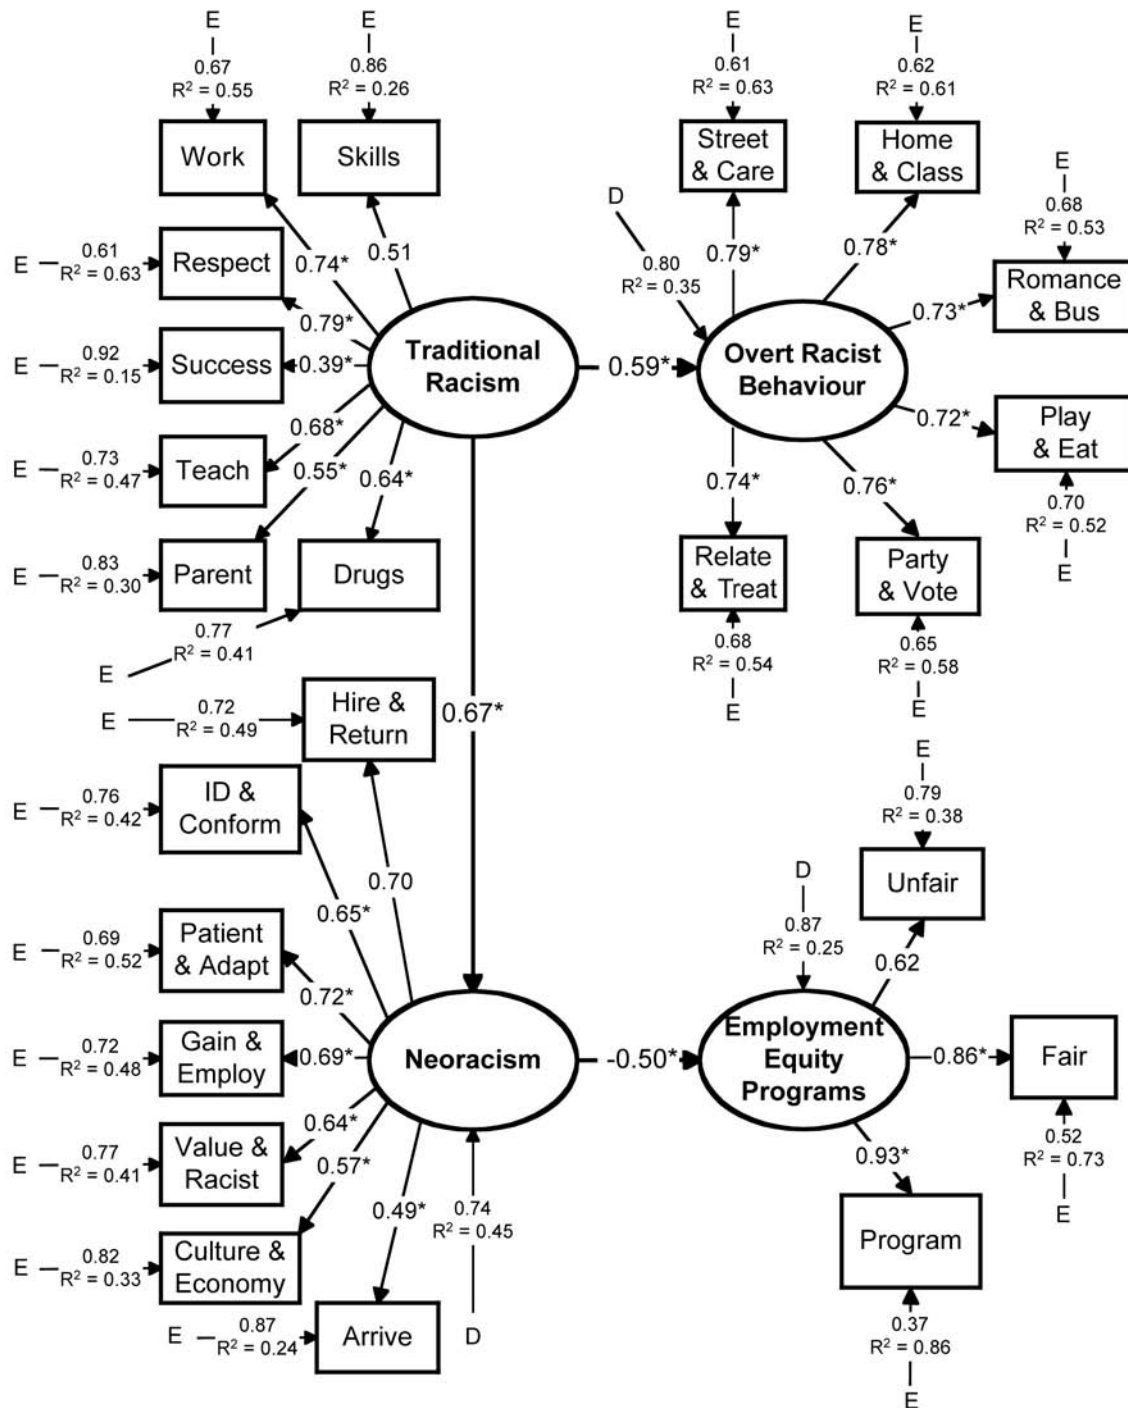 E
0.67
R² = 0.55
Work
E
0.86
R² = 0.26
Skills
E
0.61
R² = 0.63
Street
& Care
E
0.62
R² = 0.61
Home
& Class
E
0.68
R² = 0.53
Romance
& Bus
D
0.80
R² = 0.35
E
0.61
R² = 0.63
Respect
0.74*
0.51
0.79*
0.78*
0.73*
0.79*
E
0.92
R² = 0.15
Success
0.39*
Traditional
Racism
0.59*
Overt Racist
Behaviour
0.72*
Play
& Eat
0.70
R² = 0.52
E
E
0.73
R² = 0.47
Teach
0.68*
0.55*
0.64*
0.74*
0.76*
E
0.83
R² = 0.30
Parent
Drugs
Relate
& Treat
Party
& Vote
E
0.77
R² = 0.41
0.68
R² = 0.54
E
0.65
R² = 0.58
E
E
0.72
R² = 0.49
Hire &
Return
0.67*
E
0.76
R² = 0.42
ID &
Conform
E
0.79
R² = 0.38
Unfair
0.70
0.65*
D
0.87
R² = 0.25
E
0.69
R² = 0.52
Patient
& Adapt
0.72*
0.62
E
0.72
R² = 0.48
Gain &
Employ
0.69*
Neoracism
-0.50*
Employment
Equity
Programs
0.86*
Fair
0.52
R² = 0.73
E
E
0.77
R² = 0.41
Value &
Racist
0.64*
0.57*
0.49*
0.74
R² = 0.45
D
0.93*
Program
0.37
R² = 0.86
E
E
0.82
R² = 0.33
Culture &
Economy
E
0.87
R² = 0.24
Arrive